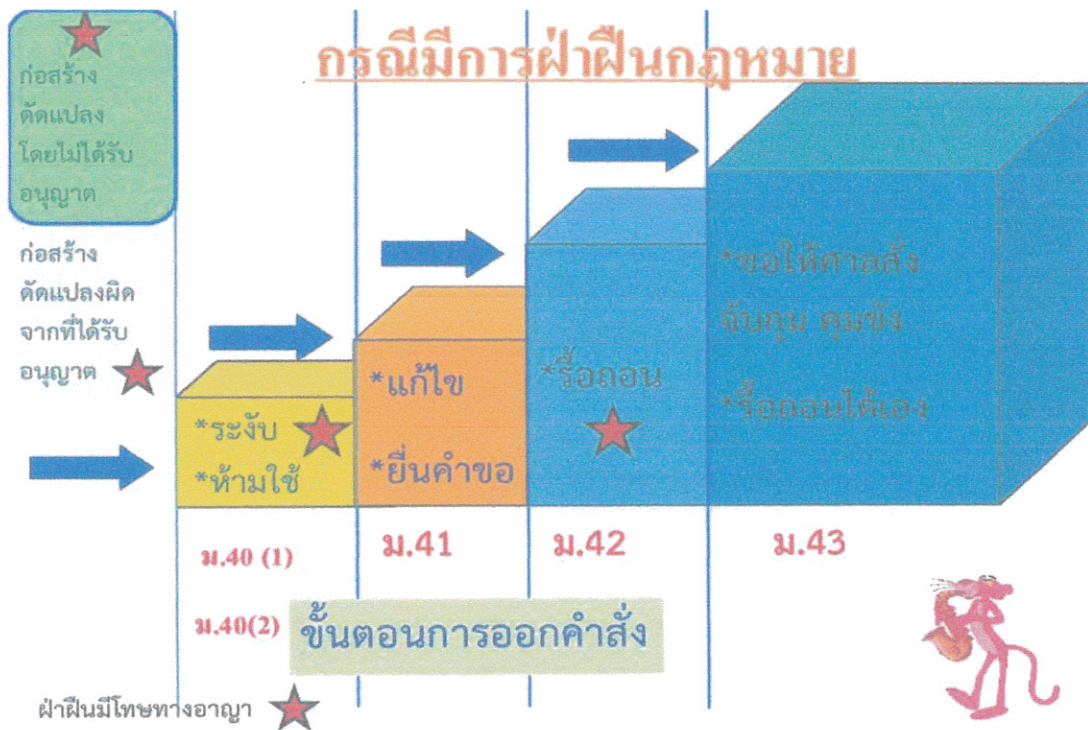 กรณีมีการฝ่าฝืนกฎหมาย
ก่อสร้าง
ดัดแปลง
โดยไม่ได้รับ
อนุญาต
ก่อสร้าง
ดัดแปลงผิด
จากที่ได้รับ
อนุญาต
*ระงับ
*ห้ามใช้
*แก้ไข
*ยื่นคำขอ
*รื้อถอน
*ขอให้ศาลสั่ง
จับกุม คุมขัง
*รื้อถอนได้เอง
ม.40 (1)
ม.40(2)
ม.41
ม.42
ม.43
ขั้นตอนการออกคำสั่ง
ฝ่าฝืนมีโทษทางอาญา